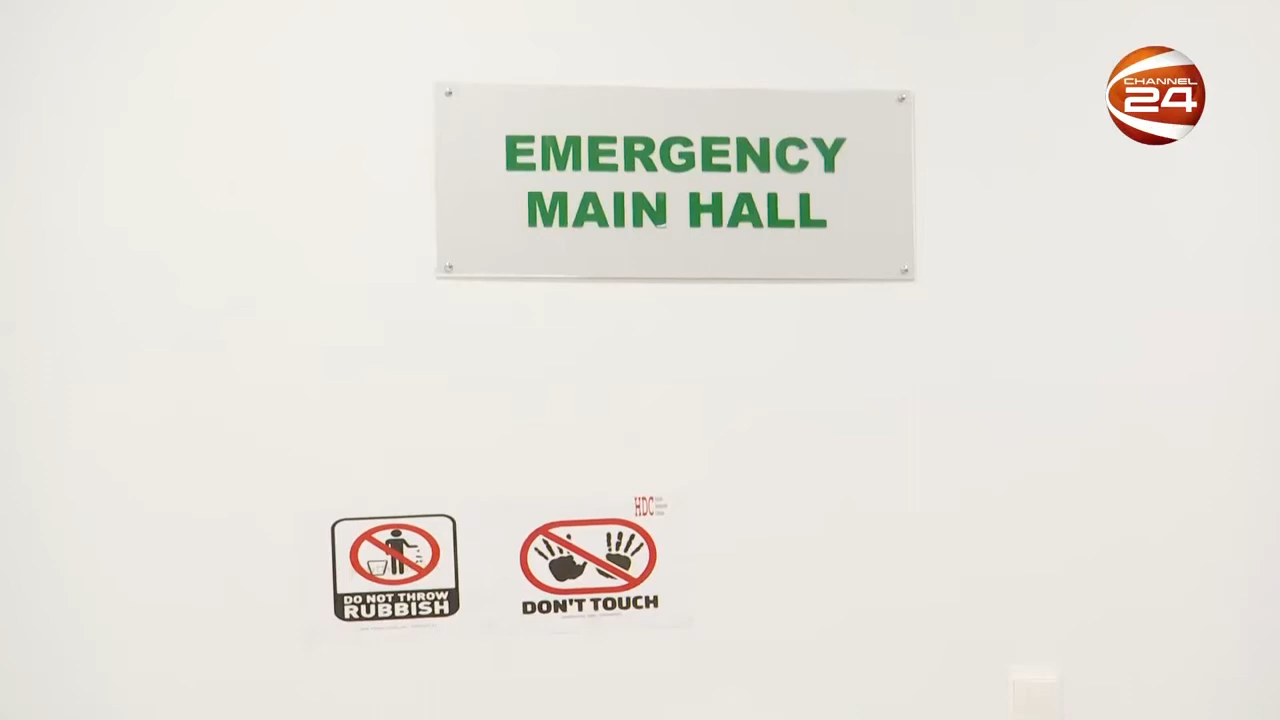 CHANNEL
24
EMERGENCY
MAIN HALL
HDC
DO NOT THROW
RUBBISH
DON'T TOUCH